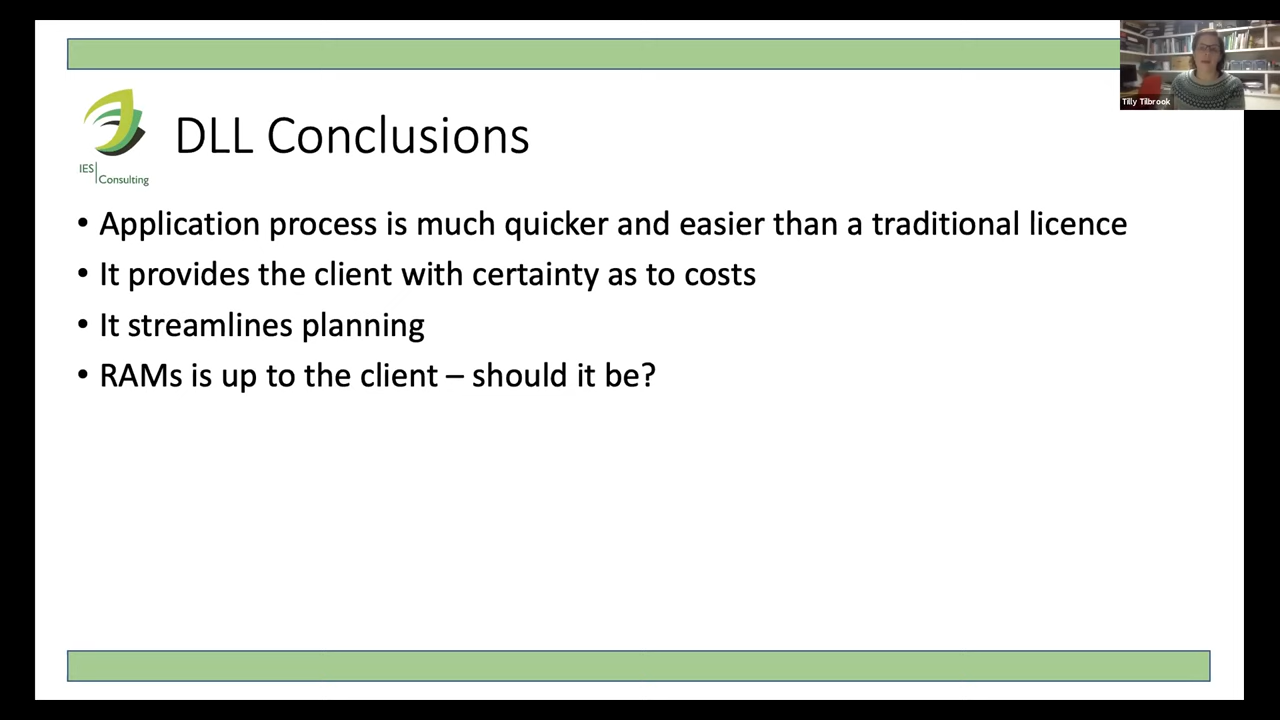 Tilly Tilbrook
IES Consulting
DLL Conclusions
• Application process is much quicker and easier than a traditional licence
• It provides the client with certainty as to costs
• It streamlines planning
• RAMs is up to the client – should it be?